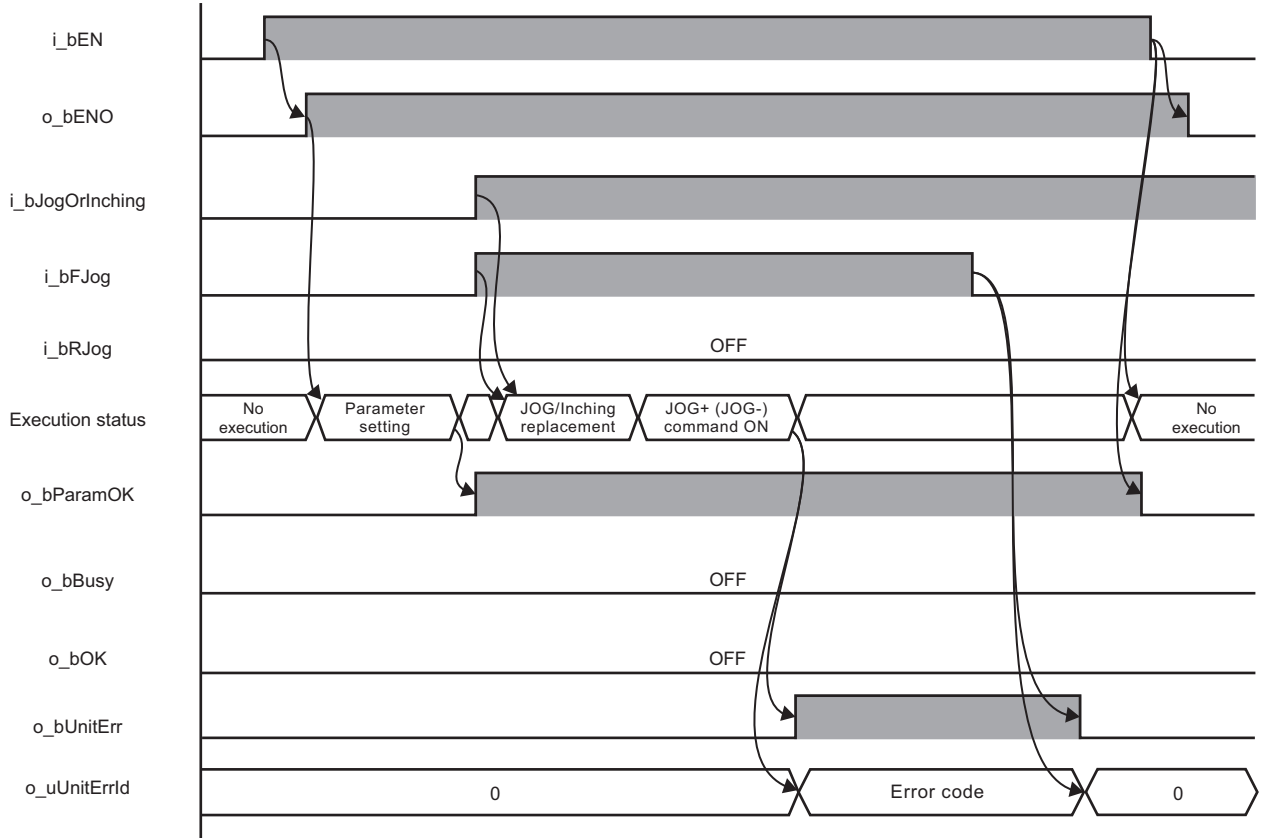 i_bEN
o_bENO
i_bJogOrInching
i_bFJog
i_bRJog
OFF
Execution status
No
execution
Parameter
setting
JOG/Inching
replacement
JOG+ (JOG-)
command ON
No
execution
o_bParamOK
o_bBusy
OFF
o_bOK
OFF
o_bUnitErr
o_uUnitErrId
0
Error code
0